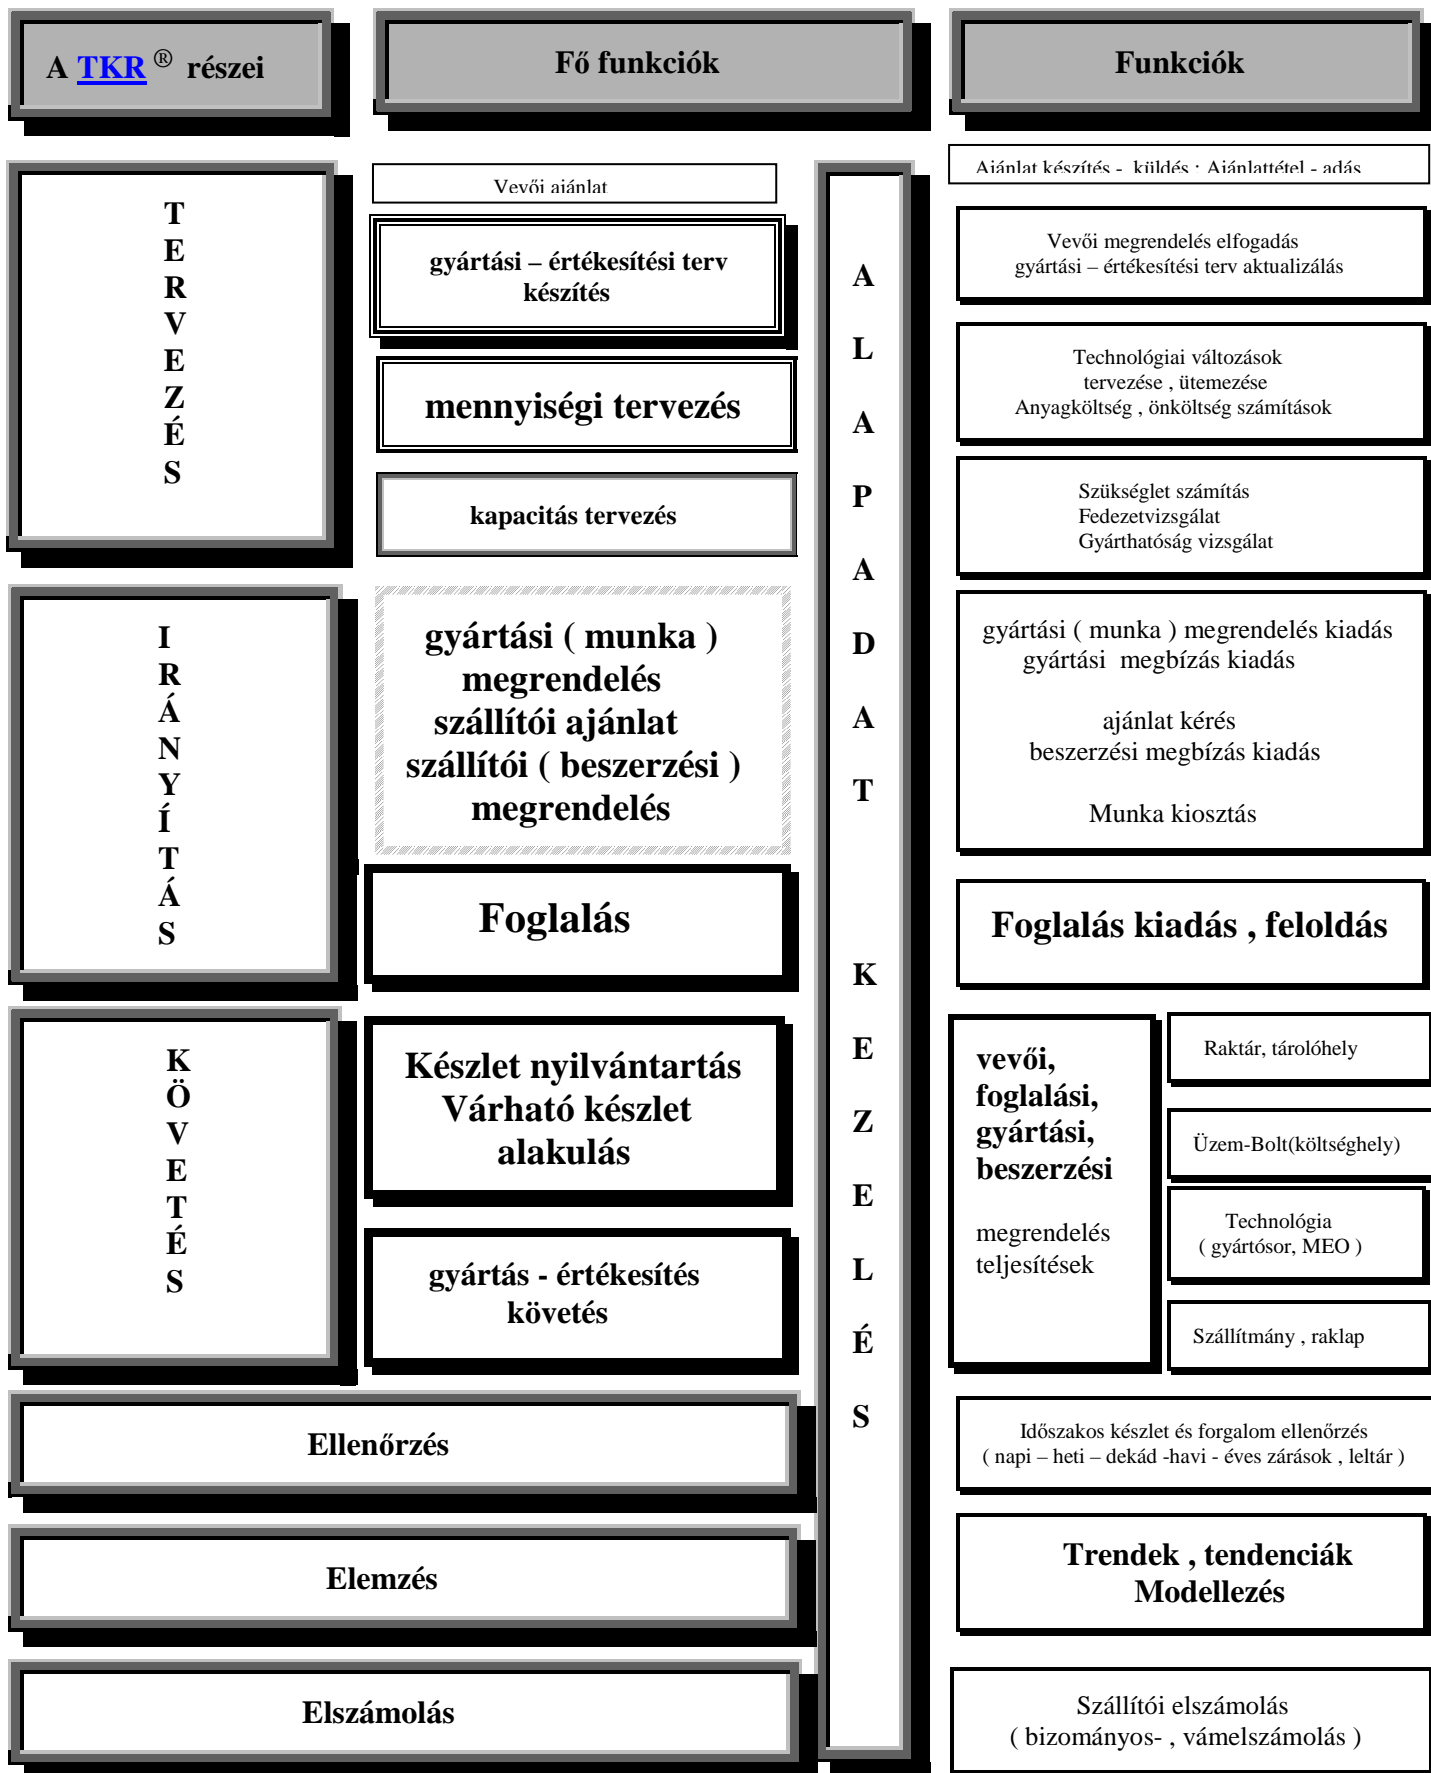 A TKR ® részei
Fő funkciók
Funkciók
TERVEZÉS
Vevői ajánlat
gyártási – értékesítési terv
készítés
mennyiségi tervezés
kapacitás tervezés
IRÁNYÍTÁS
gyártási ( munka )
megrendelés
szállítói ajánlat
szállítói ( beszerzési )
megrendelés
Foglalás
KÖVETÉS
Készlet nyilvántartás
Várható készlet
alakulás
gyártás - értékesítés
követés
Ellenőrzés
Elemzés
Elszámolás
ALAPADAT KEZELÉS
Ajánlat készítés - küldés ; Ajánlattétel - adás
Vevői megrendelés elfogadás
gyártási – értékesítési terv aktualizálás
Technológiai változások
tervezése , ütemezése
Anyagköltség , önköltség számítások
Szükséglet számítás
Fedezetvizsgálat
Gyárthatóság vizsgálat
gyártási ( munka ) megrendelés kiadás
gyártási megbízás kiadás
ajánlat kérés
beszerzési megbízás kiadás
Munka kiosztás
Foglalás kiadás , feloldás
vevői,
foglalási,
gyártási,
beszerzési
megrendelés
teljesítések
Raktár, tárolóhely
Üzem-Bolt(költséghely)
Technológia
( gyártósor, MEO )
Szállítmány , raklap
Időszakos készlet és forgalom ellenőrzés
( napi – heti – dekád -havi - éves zárások , leltár )
Trendek , tendenciák
Modellezés
Szállítói elszámolás
( bizományos- , vámelszámolás )